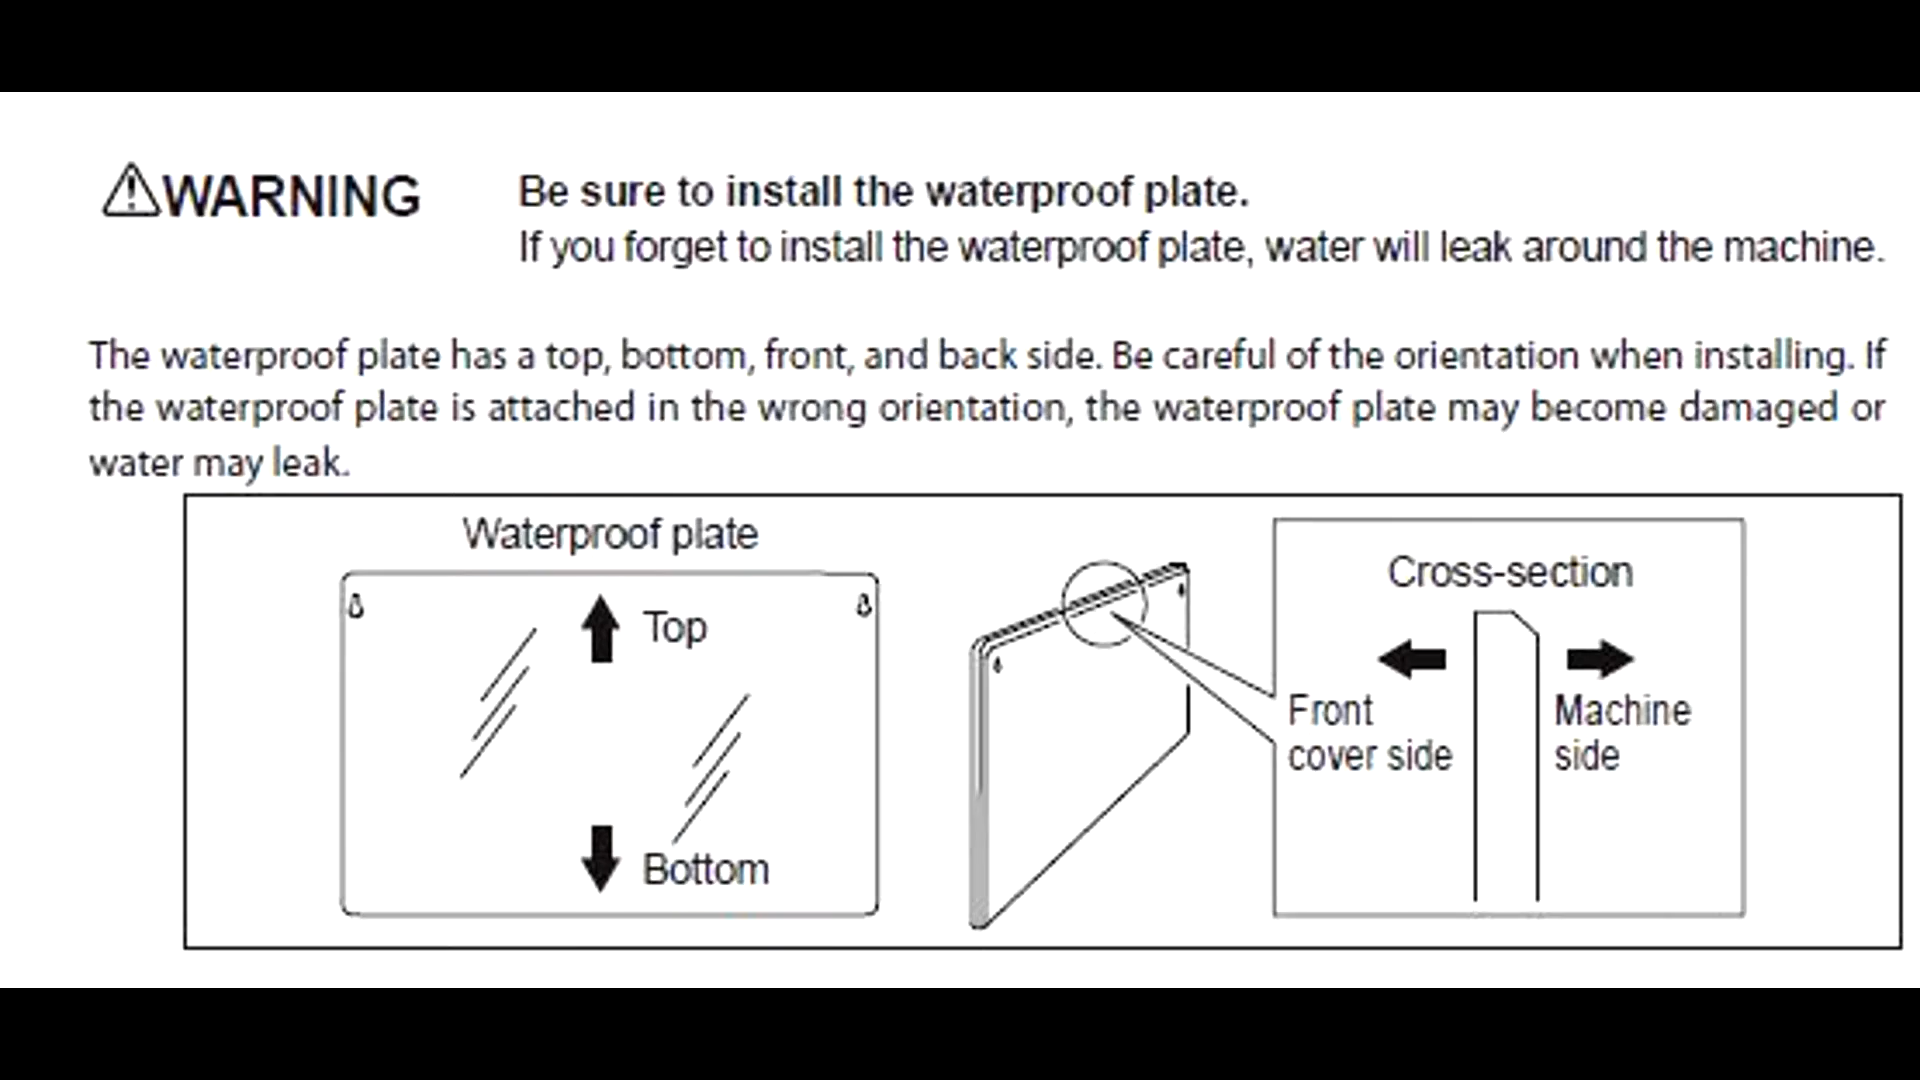 WARNING
Be sure to install the waterproof plate.
If you forget to install the waterproof plate, water will leak around the machine.
The waterproof plate has a top, bottom, front, and back side. Be careful of the orientation when installing. If
the waterproof plate is attached in the wrong orientation, the waterproof plate may become damaged or
water may leak.
Waterproof plate
Top
Bottom
Cross-section
Front
cover side
Machine
side